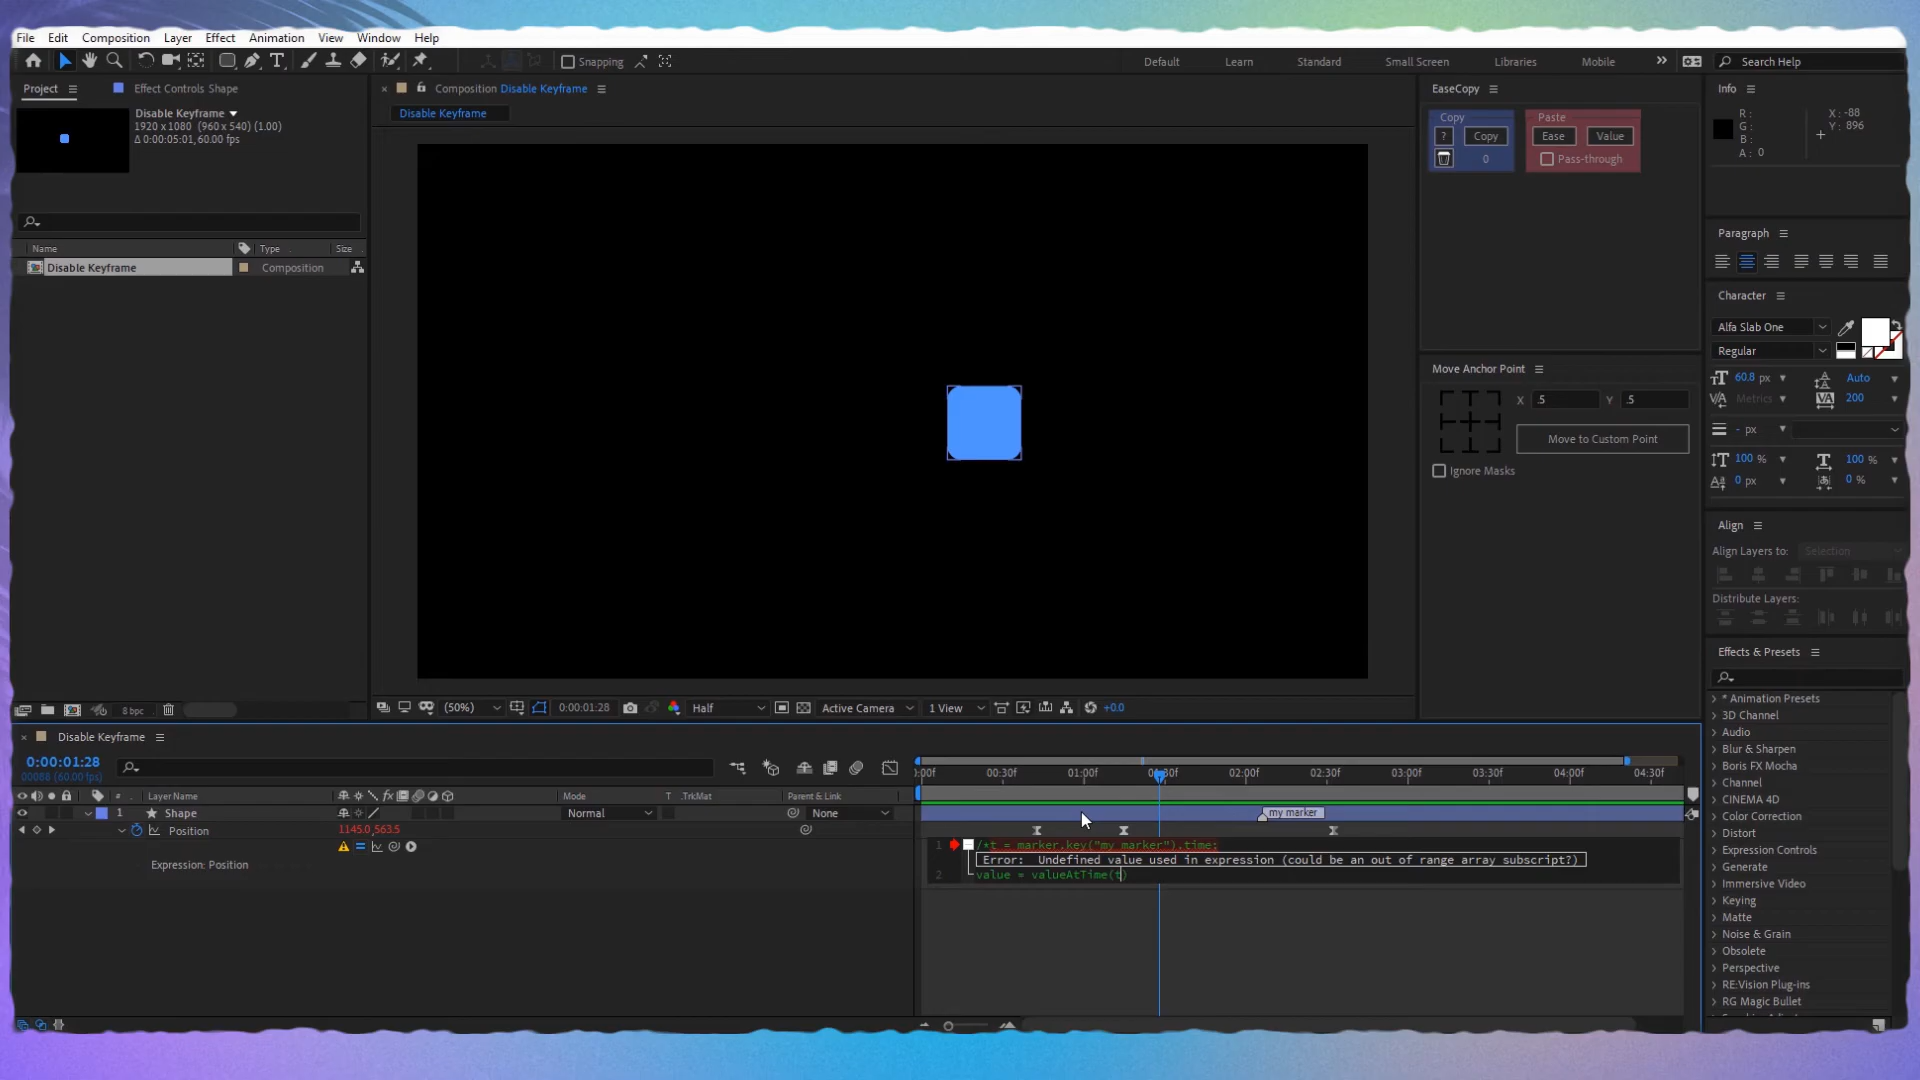 File Edit Composition Layer Effect Animation View Window Help
Snapping
Default Learn Standard Small Screen Libraries Mobile
Search Help
Project
Effect Controls Shape
Composition Disable Keyframe
EaseCopy
Info
Disable Keyframe
1920 x 1080 (960 x 540) (1.00)
Δ 0:00:05:01, 60.00 fps
Disable Keyframe
Copy
? Copy
0
Paste
Ease Value
Pass-through
R:
G:
B:
A: 0
X: -88
Y: 896
Name Type Size
Disable Keyframe Composition
Paragraph
Character
Alfa Slab One
Regular
60.8 px Auto
Metrics 200
- px
100 % 100 %
0 px 0 %
Move Anchor Point
X .5 Y .5
Move to Custom Point
Ignore Masks
Align
Align Layers to: Selection
Distribute Layers:
Effects & Presets
* Animation Presets
3D Channel
Audio
Blur & Sharpen
Boris FX Mocha
Channel
CINEMA 4D
Color Correction
Distort
Expression Controls
Generate
Immersive Video
Keying
Matte
Noise & Grain
Obsolete
Perspective
RE:Vision Plug-ins
RG Magic Bullet
8 bpc
(50%) 0:00:01:28 Half Active Camera 1 View +0.0
Disable Keyframe
0:00:01:28
00088 (60.00 fps)
:00f 00:30f 01:00f 02:00f 02:30f 03:00f 03:30f 04:00f 04:30f
# Layer Name Mode T .TrkMat Parent & Link
1 Shape Normal None
my marker
Position 1145.0,563.5
Expression: Position
1 /*t = marker.key("my marker").time;
Error: Undefined value used in expression (could be an out of range array subscript?)
2 value = valueAtTime(t)